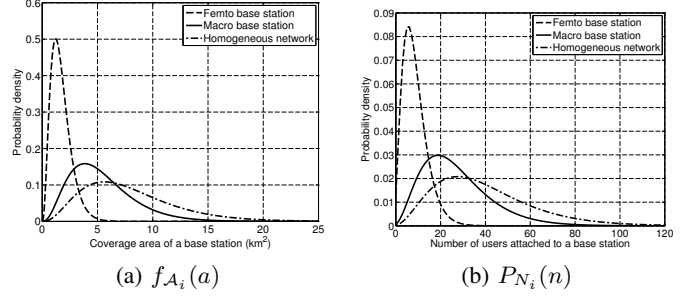 0.6
0.5
0.4
0.3
0.2
0.1
0
0 5 10 15 20 25
Probability density
Coverage area of a base station (km²)
Femto base station
Macro base station
Homogeneous network
(a) f_{𝒜_i}(a)
0.09
0.08
0.07
0.06
0.05
0.04
0.03
0.02
0.01
0
0 20 40 60 80 100 120
Probability density
Number of users attached to a base station
Femto base station
Macro base station
Homogeneous network
(b) P_{N_i}(n)